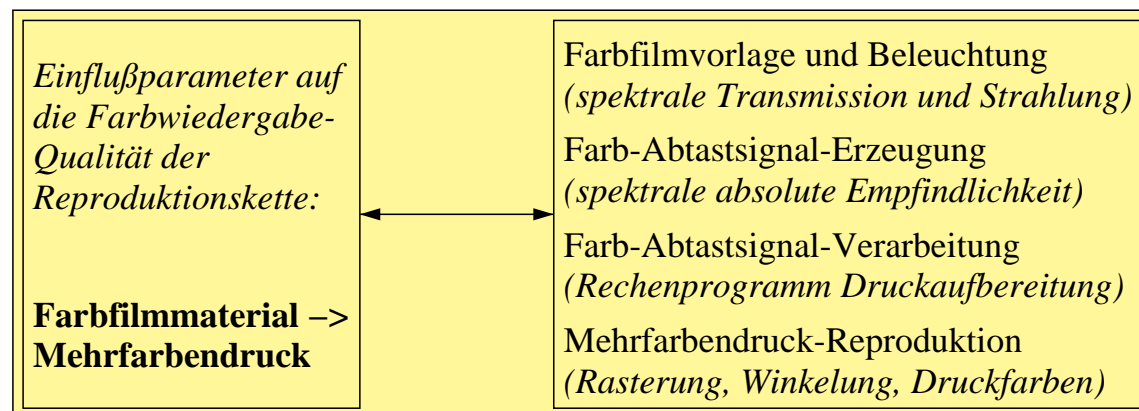 Einflußparameter auf
die Farbwiedergabe-
Qualität der
Reproduktionskette:
Farbfilmmaterial −>
Mehrfarbendruck
Farbfilmvorlage und Beleuchtung
(spektrale Transmission und Strahlung)
Farb-Abtastsignal-Erzeugung
(spektrale absolute Empfindlichkeit)
Farb-Abtastsignal-Verarbeitung
(Rechenprogramm Druckaufbereitung)
Mehrfarbendruck-Reproduktion
(Rasterung, Winkelung, Druckfarben)